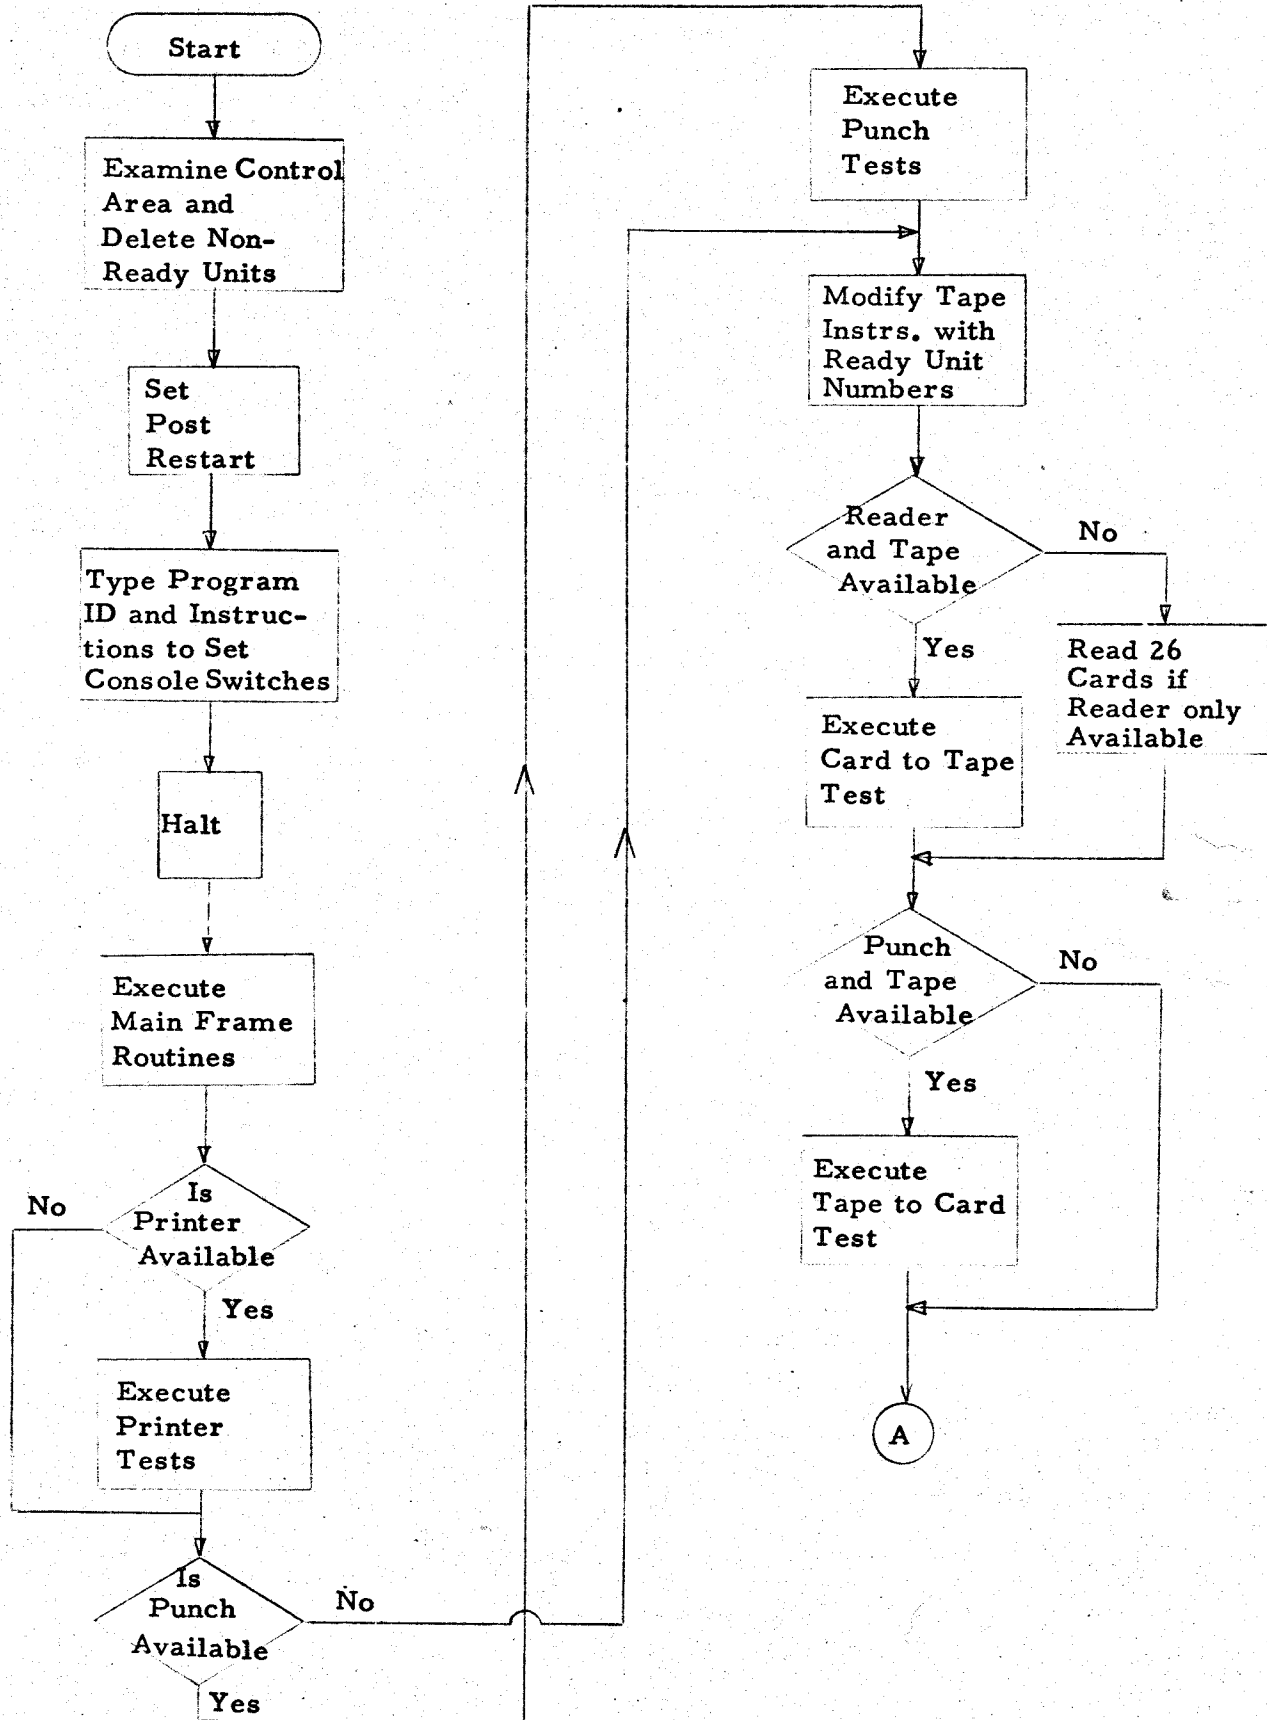 Start
Examine Control
Area and
Delete Non-
Ready Units
Set
Post
Restart
Type Program
ID and Instruc-
tions to Set
Console Switches
Halt
Execute
Main Frame
Routines
Is
Printer
Available
No
Yes
Execute
Printer
Tests
Is
Punch
Available
No
Yes
Execute
Punch
Tests
Modify Tape
Instrs. with
Ready Unit
Numbers
Reader
and Tape
Available
No
Yes
Read 26
Cards if
Reader only
Available
Execute
Card to Tape
Test
Punch
and Tape
Available
No
Yes
Execute
Tape to Card
Test
A